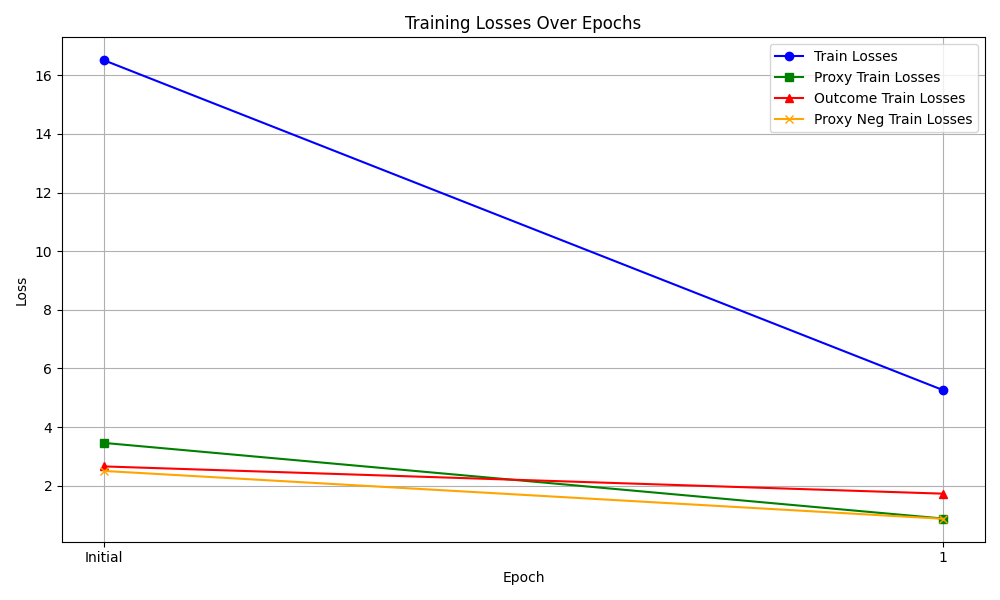 Training Losses Over Epochs
Train Losses
Proxy Train Losses
Outcome Train Losses
Proxy Neg Train Losses
16
14
12
10
8
6
4
2
Loss
Initial
1
Epoch